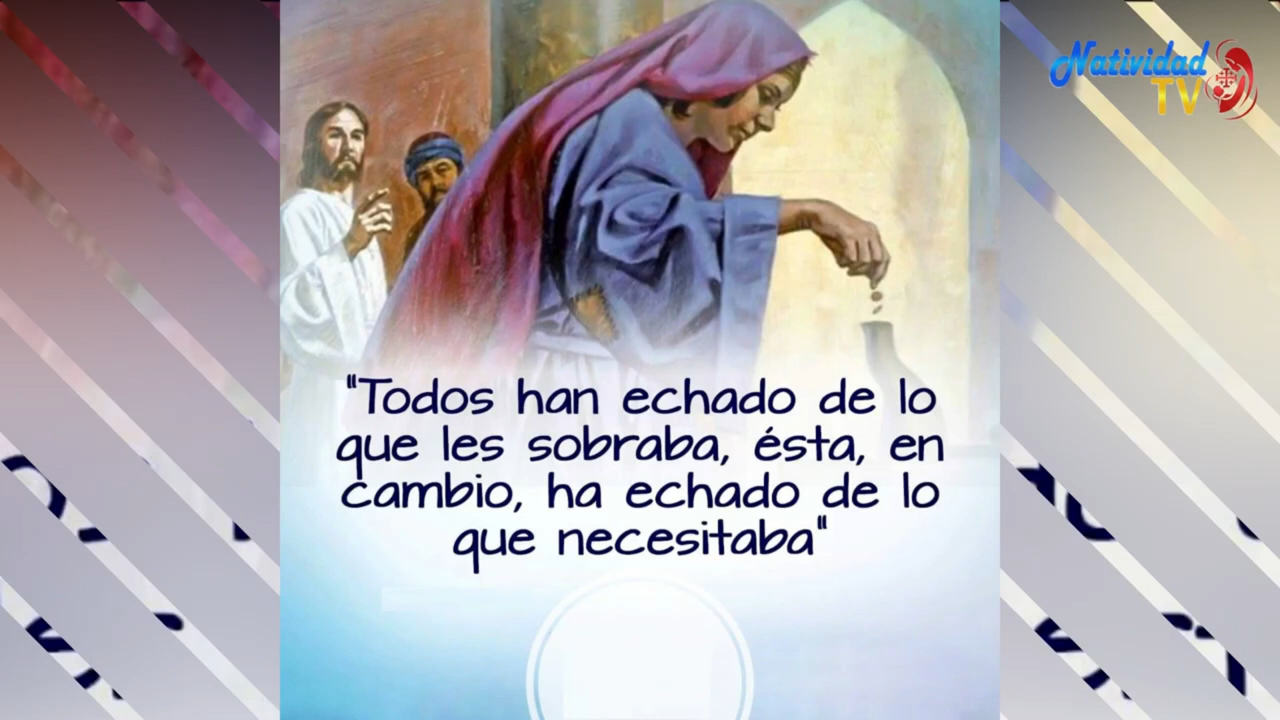 Natividad
TV
"Todos han echado de lo
que les sobraba, ésta, en
cambio, ha echado de lo
que necesitaba"